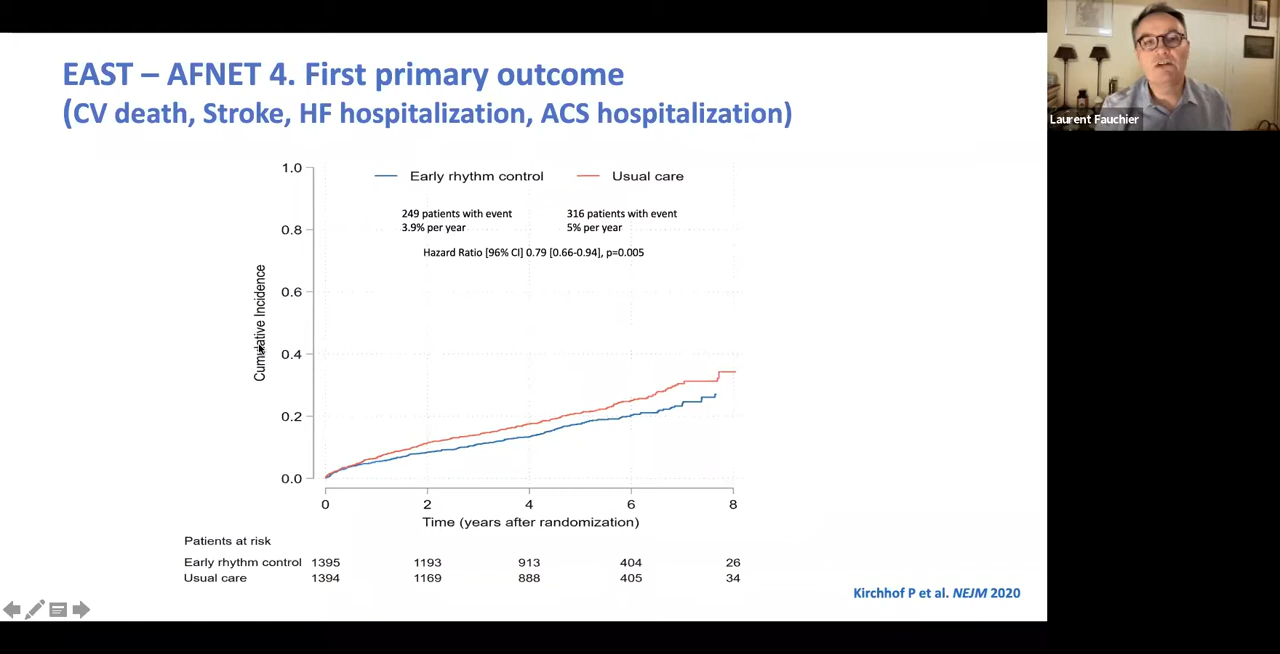 EAST – AFNET 4. First primary outcome
(CV death, Stroke, HF hospitalization, ACS hospitalization)
Laurent Fauchier
Early rhythm control
Usual care
249 patients with event
3.9% per year
316 patients with event
5% per year
Hazard Ratio [96% CI] 0.79 [0.66-0.94], p=0.005
Cumulative Incidence
1.0
0.8
0.6
0.4
0.2
0.0
0 2 4 6 8
Time (years after randomization)
Patients at risk
Early rhythm control 1395 1193 913 404 26
Usual care 1394 1169 888 405 34
Kirchhof P et al. NEJM 2020